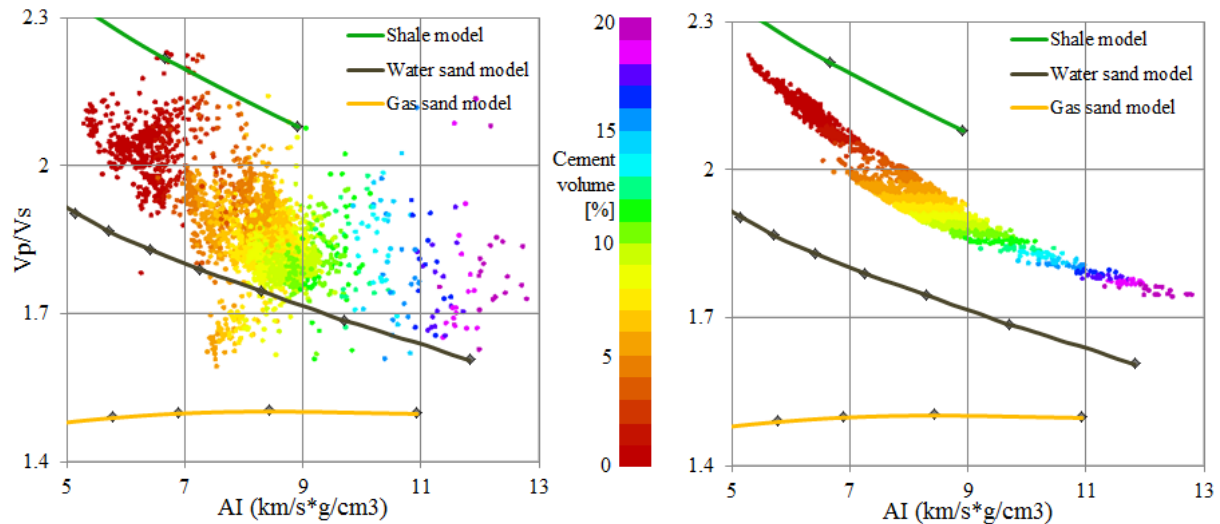 2.3
2
1.7
1.4
Vp/Vs
5
7
9
11
13
AI (km/s*g/cm3)
Shale model
Water sand model
Gas sand model
20
15
Cement
volume
[%]
10
5
0
2.3
2
1.7
1.4
5
7
9
11
13
AI (km/s*g/cm3)
Shale model
Water sand model
Gas sand model